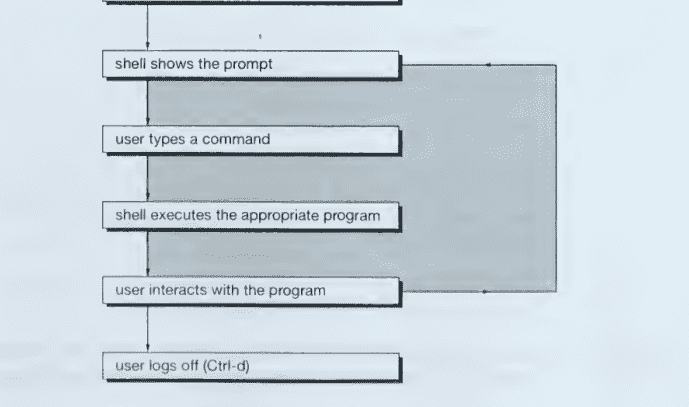 shell shows the prompt
user types a command
shell executes the appropriate program
user interacts with the program
user logs off (Ctrl-d)